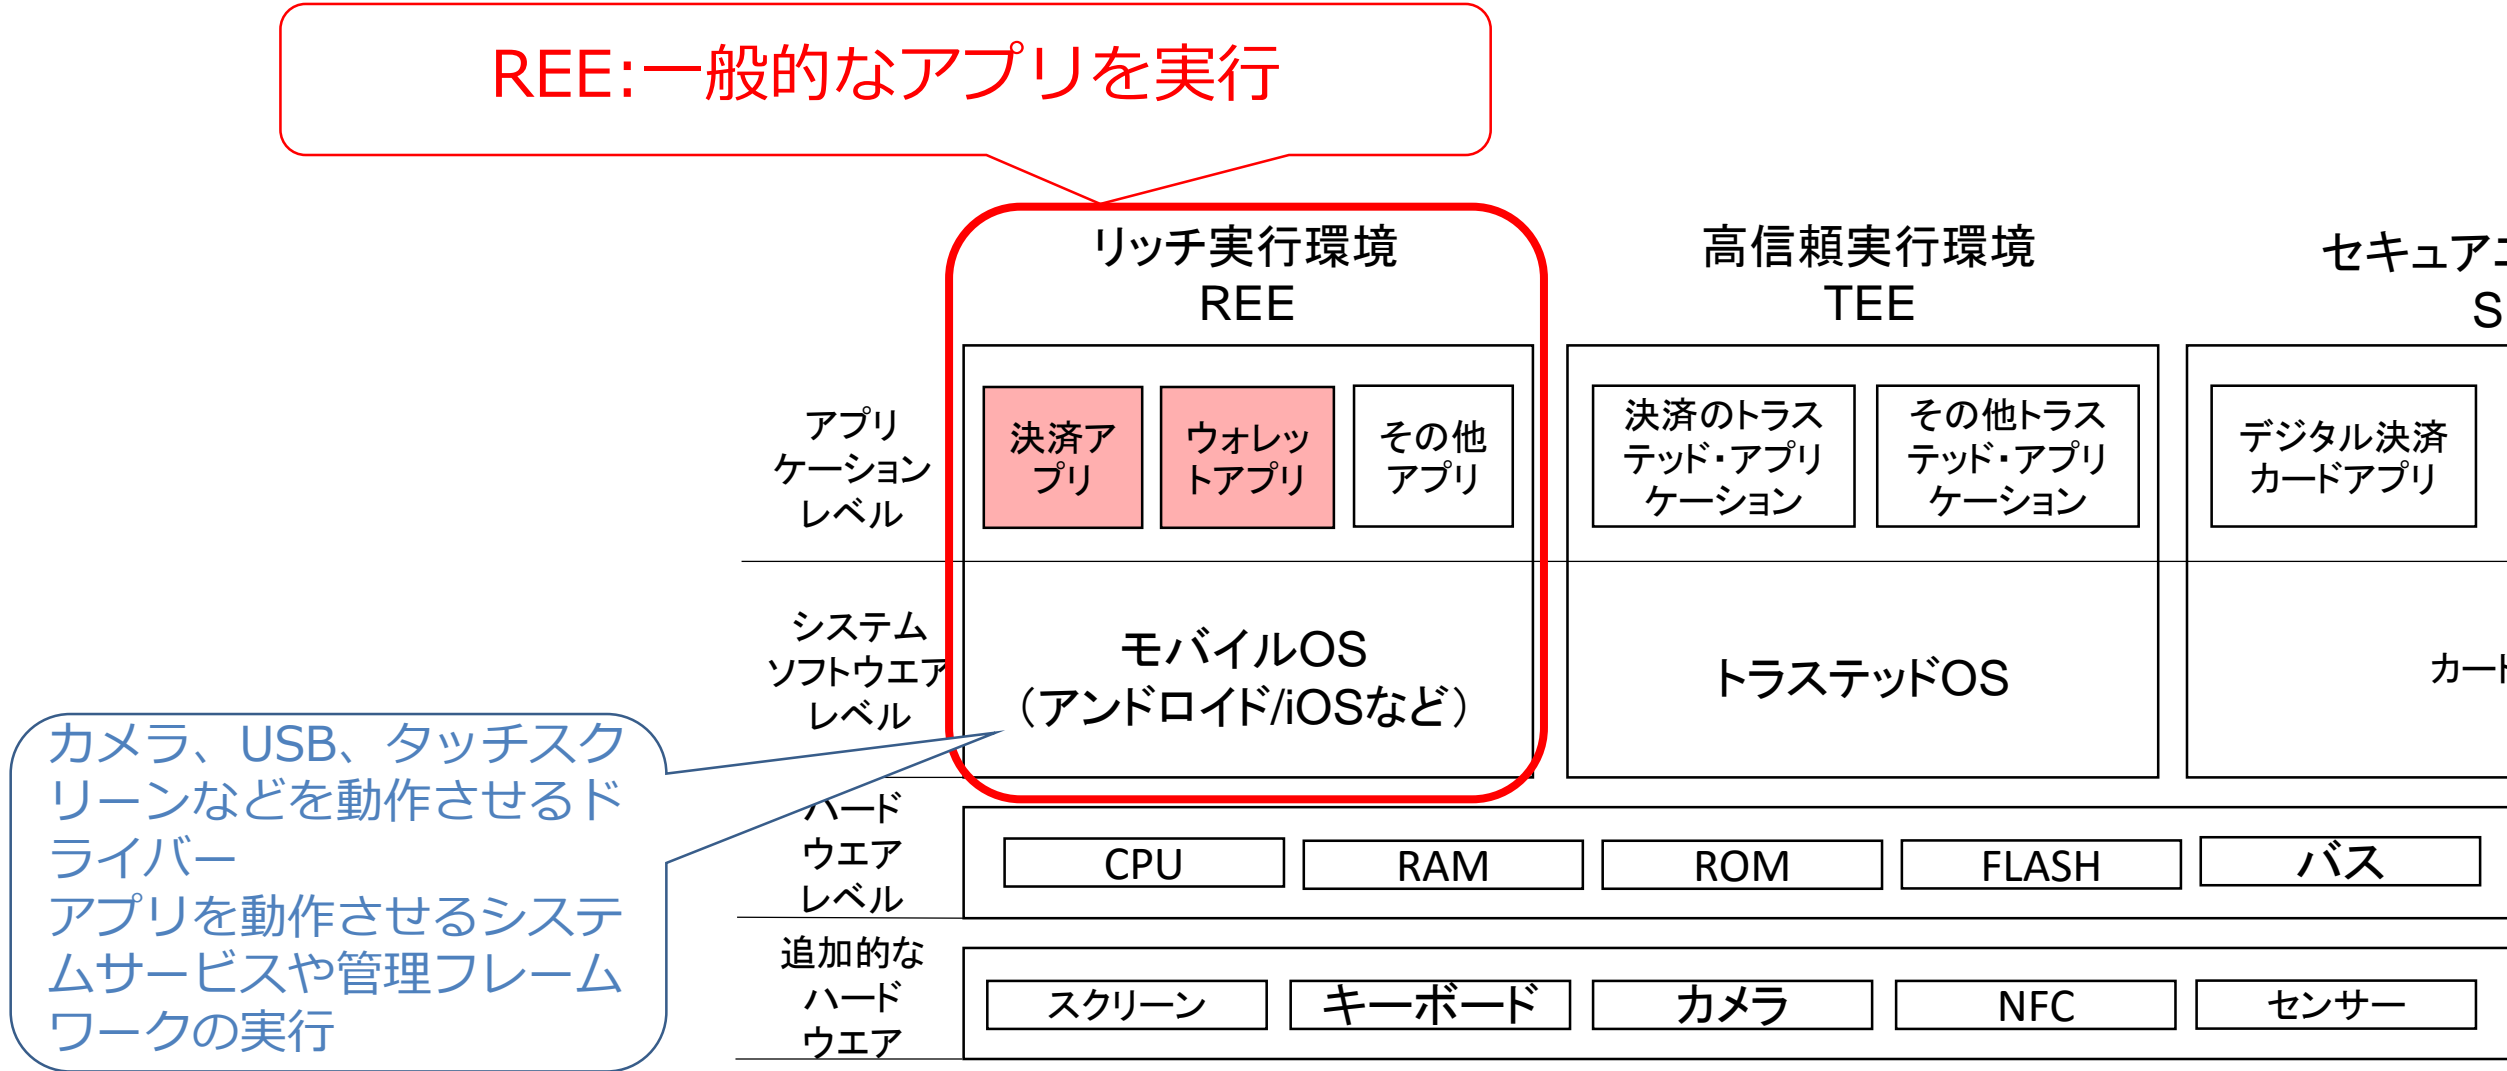 REE:一般的なアプリを実行
リッチ実行環境
REE
高信頼実行環境
TEE
セキュア
S
アプリ
ケーション
レベル
決済ア
プリ
ウォレッ
トアプリ
その他
アプリ
決済のトラス
テッド・アプリ
ケーション
その他トラス
テッド・アプリ
ケーション
デジタル決済
カードアプリ
システム
ソフトウエア
レベル
モバイルOS
（アンドロイド/iOSなど）
トラステッドOS
カード
カメラ、USB、タッチスク
リーンなどを動作させるド
ライバー
アプリを動作させるシステ
ムサービスや管理フレーム
ワークの実行
ハード
ウエア
レベル
CPU
RAM
ROM
FLASH
バス
追加的な
ハード
ウエア
スクリーン
キーボード
カメラ
NFC
センサー